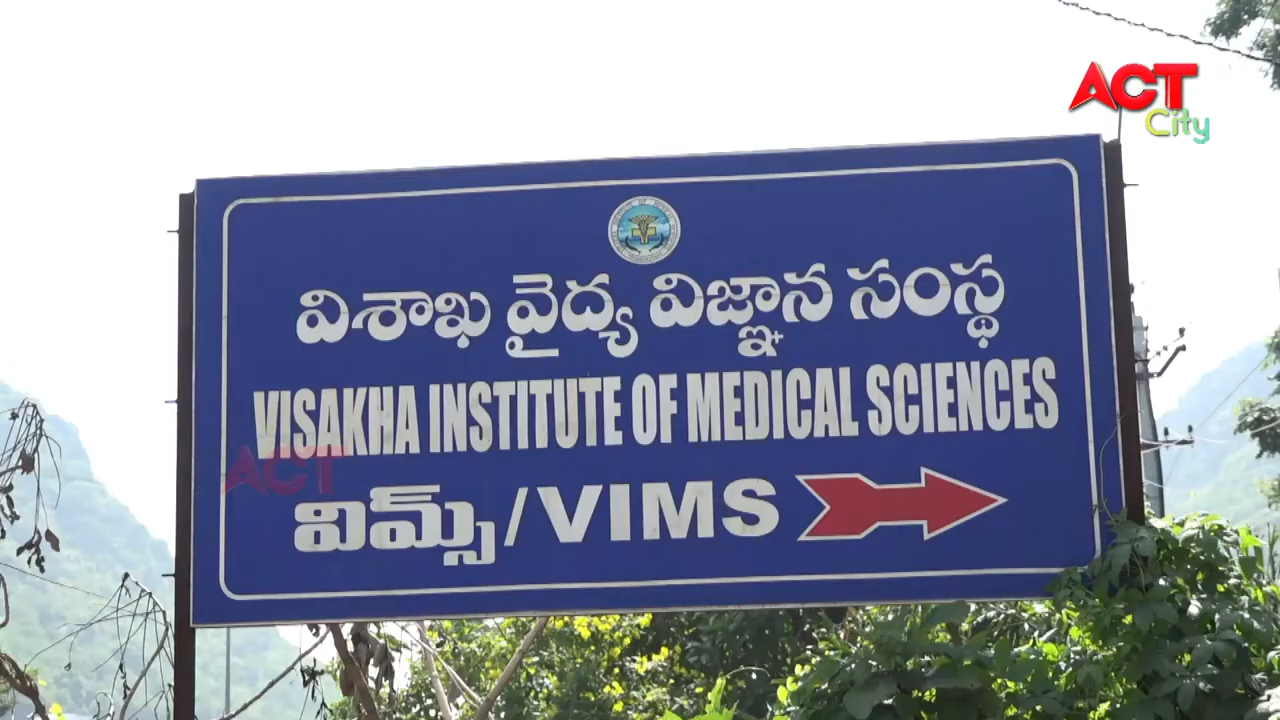 ACT
City
విశాఖ వైద్య విజ్ఞాన సంస్థ
VISAKHA INSTITUTE OF MEDICAL SCIENCES
ACT
విమ్స్/VIMS